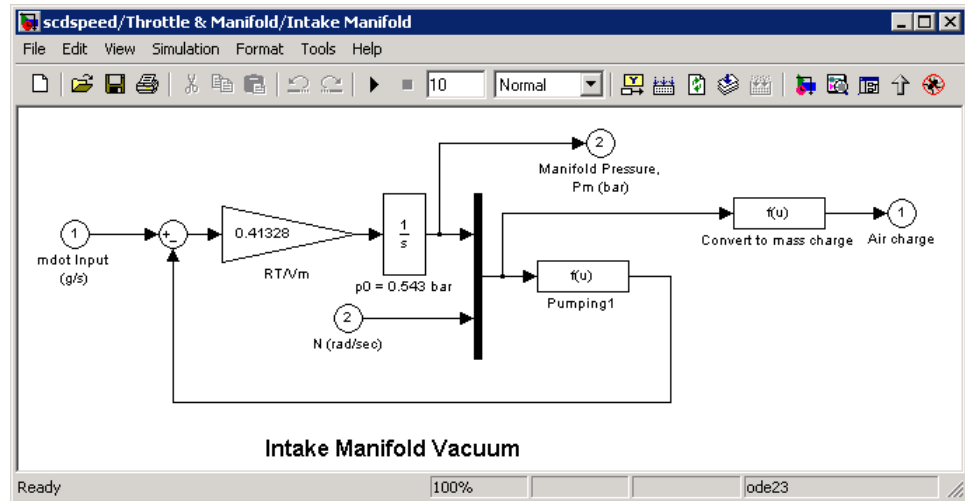 scdspeed/Throttle & Manifold/Intake Manifold
File Edit View Simulation Format Tools Help
10 Normal
2
Manifold Pressure,
Pm (bar)
1
mdot Input
(g/s)
+
-
0.41328
RT/Vm
1
s
p0 = 0.543 bar
2
N (rad/sec)
f(u)
Convert to mass charge
1
Air charge
f(u)
Pumping1
Intake Manifold Vacuum
Ready 100% ode23